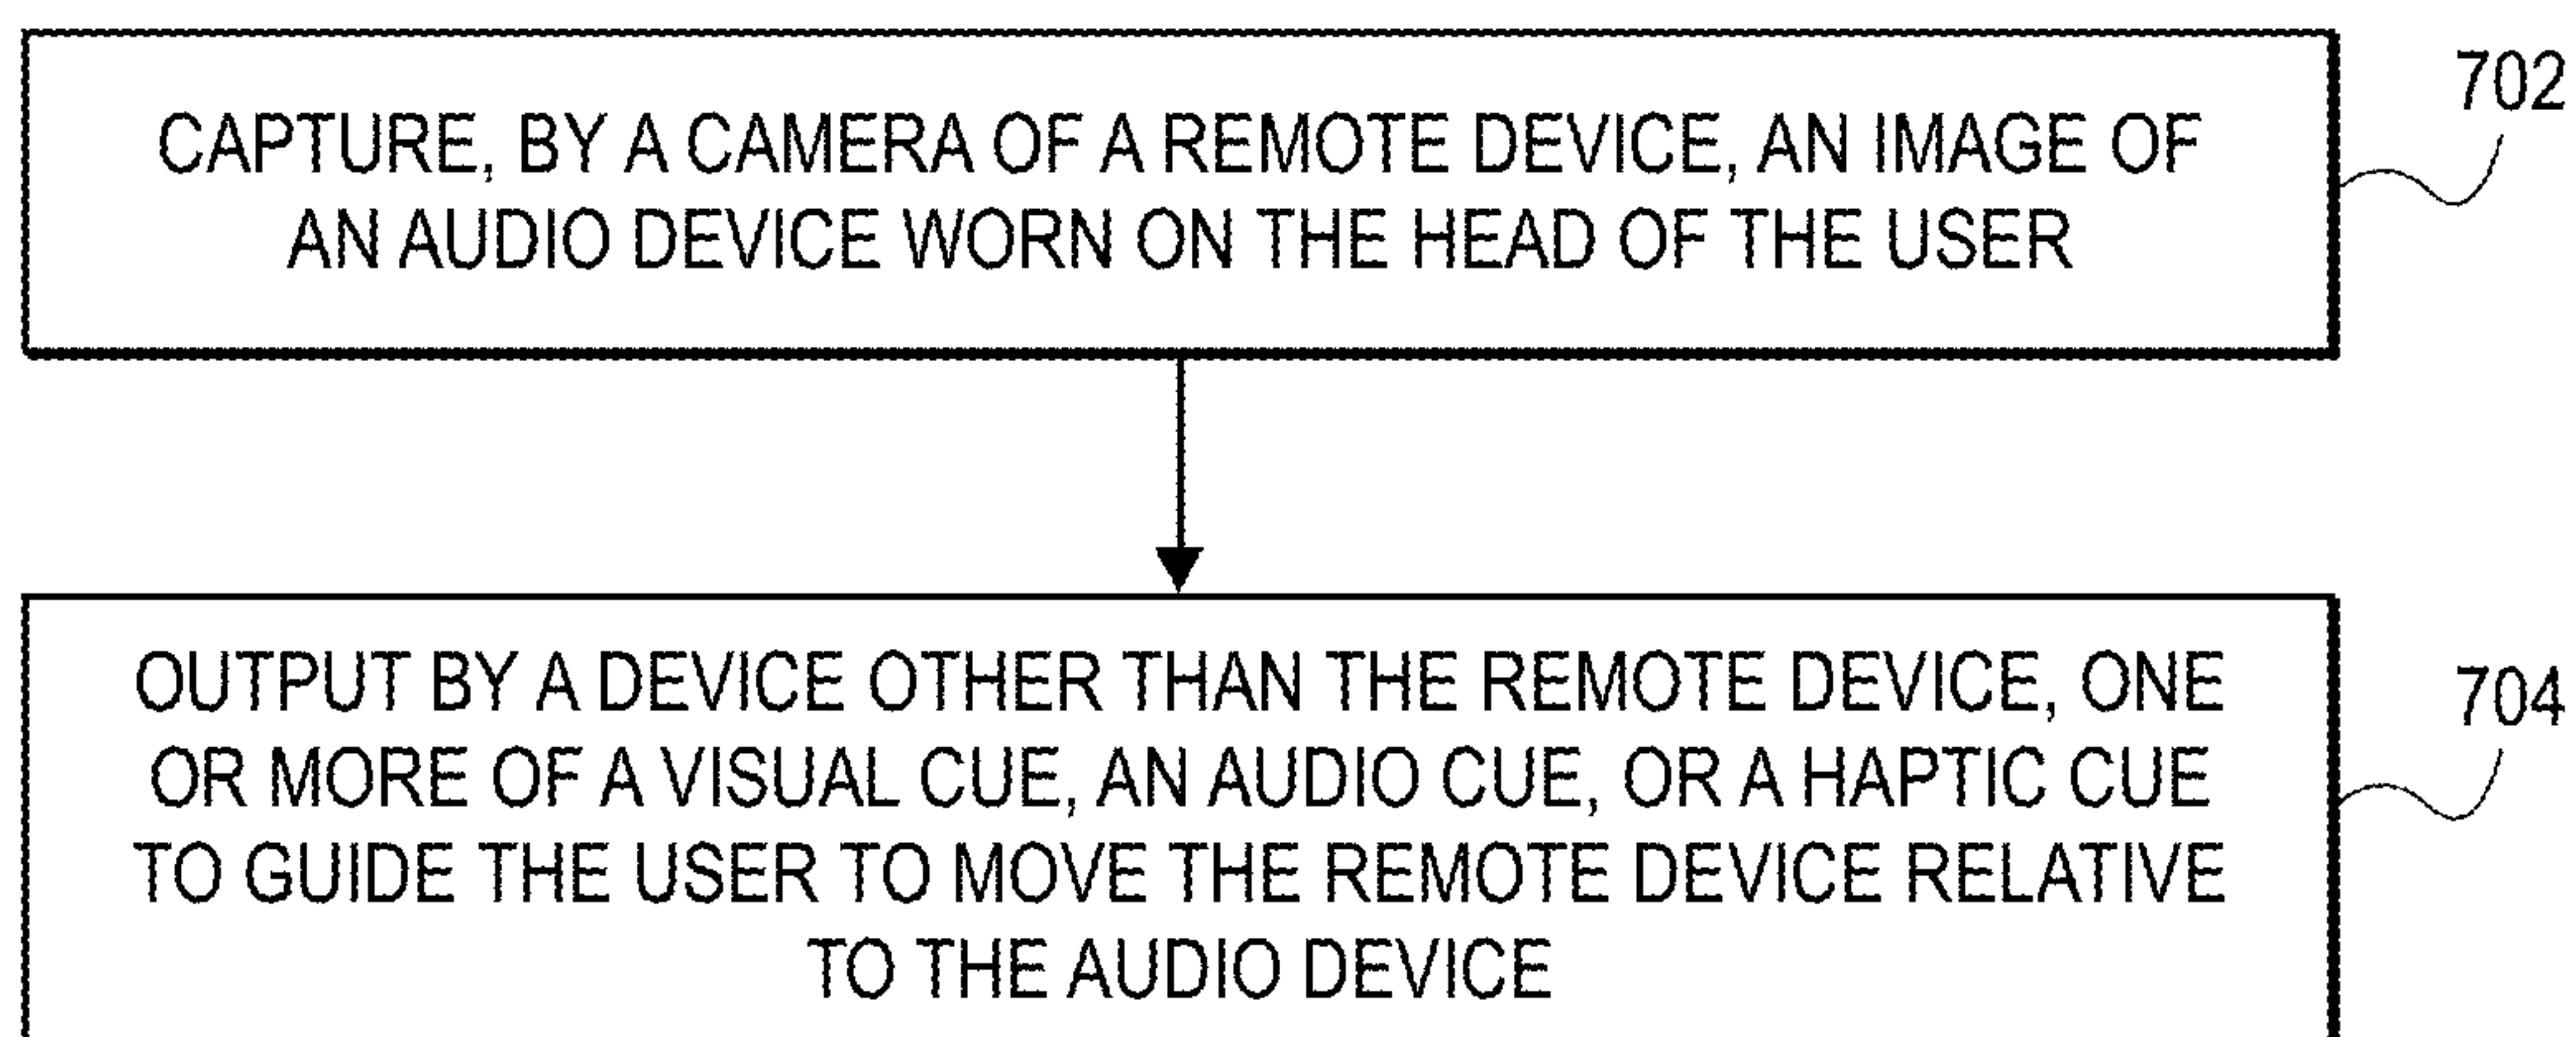 CAPTURE, BY A CAMERA OF A REMOTE DEVICE, AN IMAGE OF
AN AUDIO DEVICE WORN ON THE HEAD OF THE USER
702
OUTPUT BY A DEVICE OTHER THAN THE REMOTE DEVICE, ONE
OR MORE OF A VISUAL CUE, AN AUDIO CUE, OR A HAPTIC CUE
TO GUIDE THE USER TO MOVE THE REMOTE DEVICE RELATIVE
TO THE AUDIO DEVICE
704